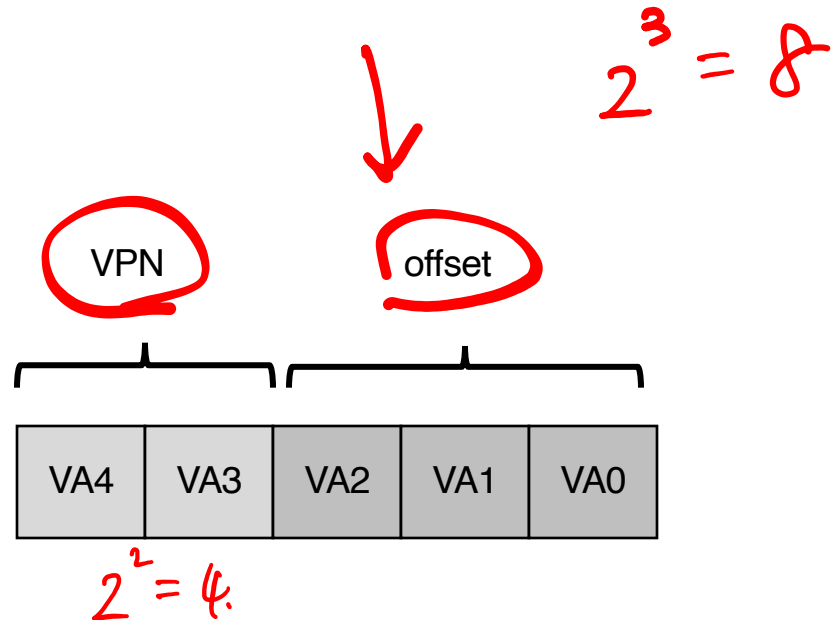 2³ = 8
VPN offset
VA4 VA3 VA2 VA1 VA0
2² = 4.